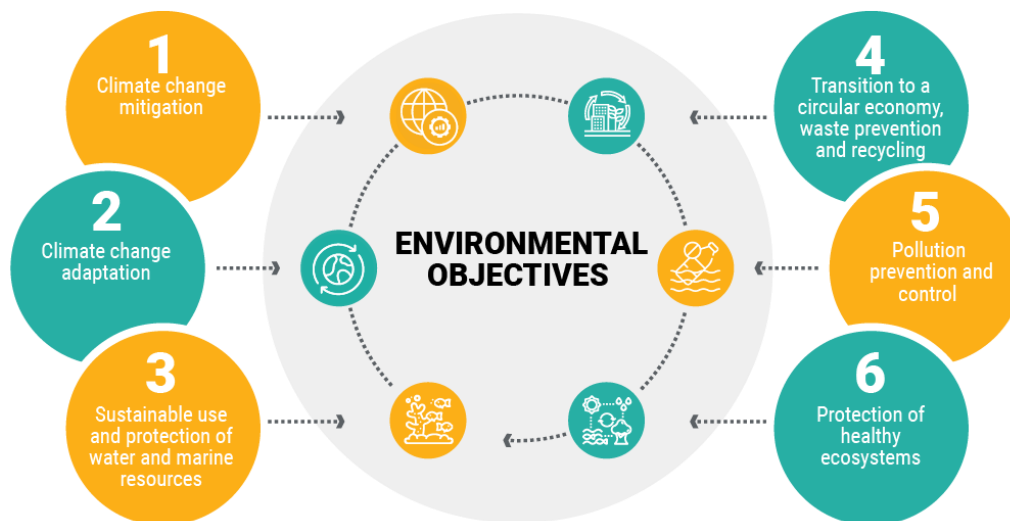 1
Climate change
mitigation
2
Climate change
adaptation
3
Sustainable use
and protection of
water and marine
resources
ENVIRONMENTAL
OBJECTIVES
4
Transition to a
circular economy,
waste prevention
and recycling
5
Pollution
prevention and
control
6
Protection of
healthy
ecosystems